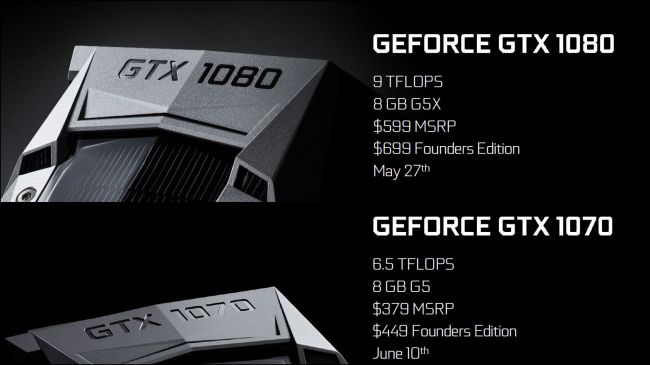 GTX 1080
GEFORCE GTX 1080
9 TFLOPS
8 GB G5X
$599 MSRP
$699 Founders Edition
May 27th
GTX 1070
GEFORCE GTX 1070
6.5 TFLOPS
8 GB G5
$379 MSRP
$449 Founders Edition
June 10th